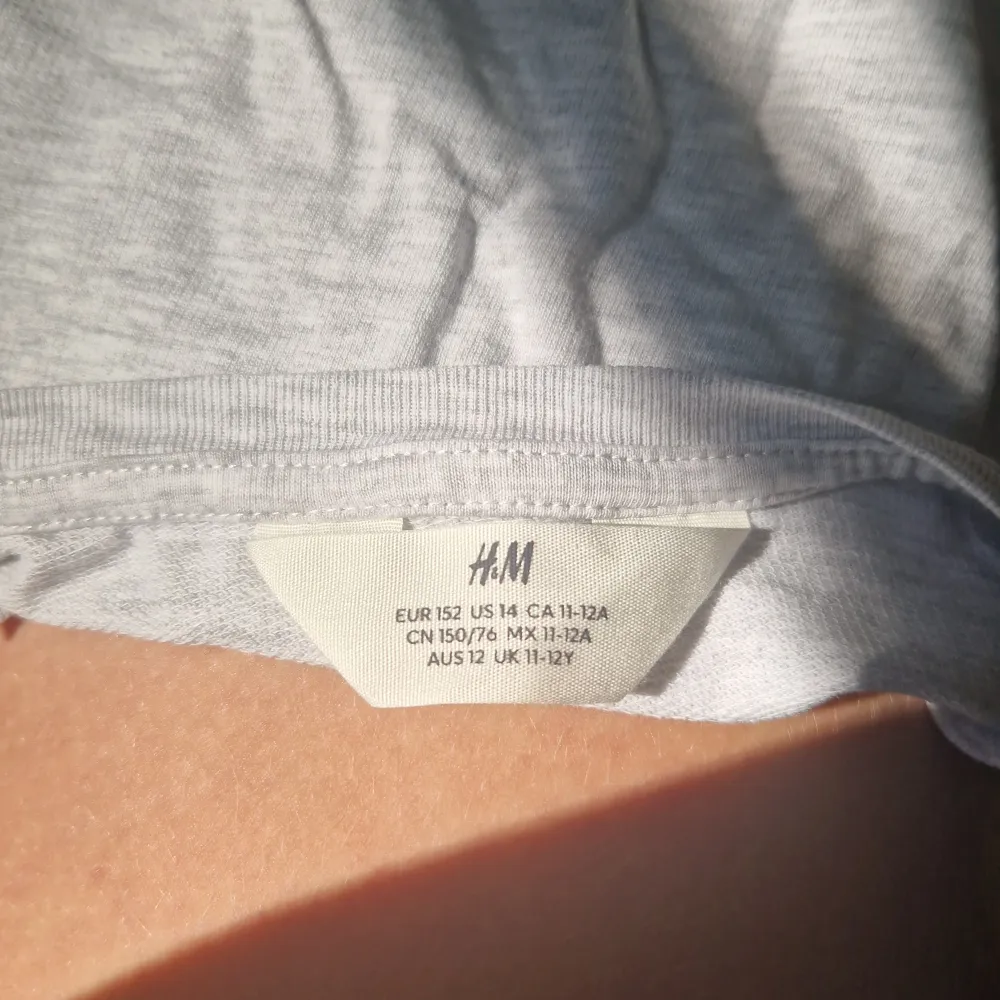 H&M
EUR 152 US 14 CA 11-12A
CN 150/76 MX 11-12A
AUS 12 UK 11-12Y